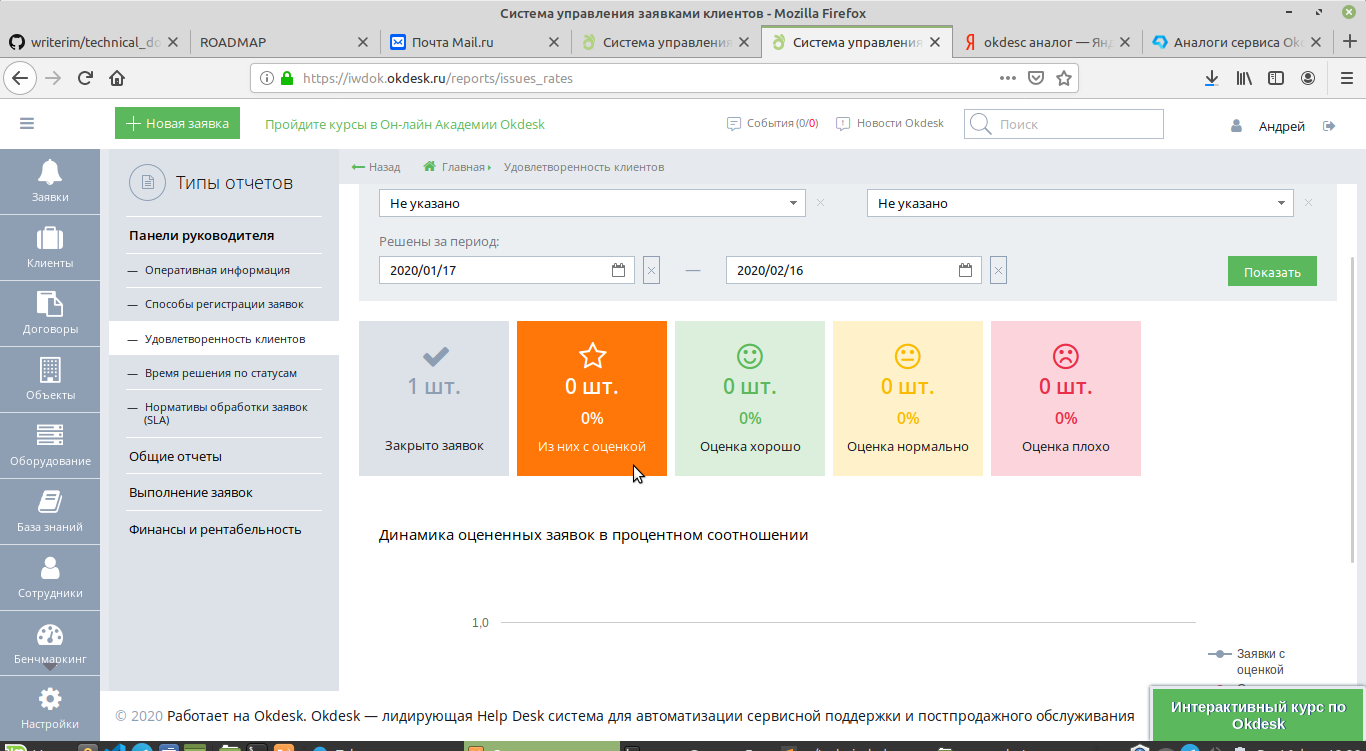 Система управления заявками клиентов - Mozilla Firefox
writerim/technical_do
ROADMAP
Почта Mail.ru
Система управления
Система управления
okdesc аналог — Янд
Аналоги сервиса Okd
https://iwdok.okdesk.ru/reports/issues_rates
Новая заявка
Пройдите курсы в Он-лайн Академии Okdesk
События (0/0)
Новости Okdesk
Поиск
Андрей
Заявки
Клиенты
Договоры
Объекты
Оборудование
База знаний
Сотрудники
Бенчмаркинг
Настройки
Типы отчетов
Панели руководителя
— Оперативная информация
— Способы регистрации заявок
— Удовлетворенность клиентов
— Время решения по статусам
— Нормативы обработки заявок
(SLA)
Общие отчеты
Выполнение заявок
Финансы и рентабельность
Назад
Главная
Удовлетворенность клиентов
Не указано
Не указано
Решены за период:
2020/01/17
—
2020/02/16
Показать
1 шт.
Закрыто заявок
0 шт.
0%
Из них с оценкой
0 шт.
0%
Оценка хорошо
0 шт.
0%
Оценка нормально
0 шт.
0%
Оценка плохо
Динамика оцененных заявок в процентном соотношении
1,0
Заявки с
оценкой
© 2020 Работает на Okdesk. Okdesk — лидирующая Help Desk система для автоматизации сервисной поддержки и постпродажного обслуживания
Интерактивный курс по
Okdesk